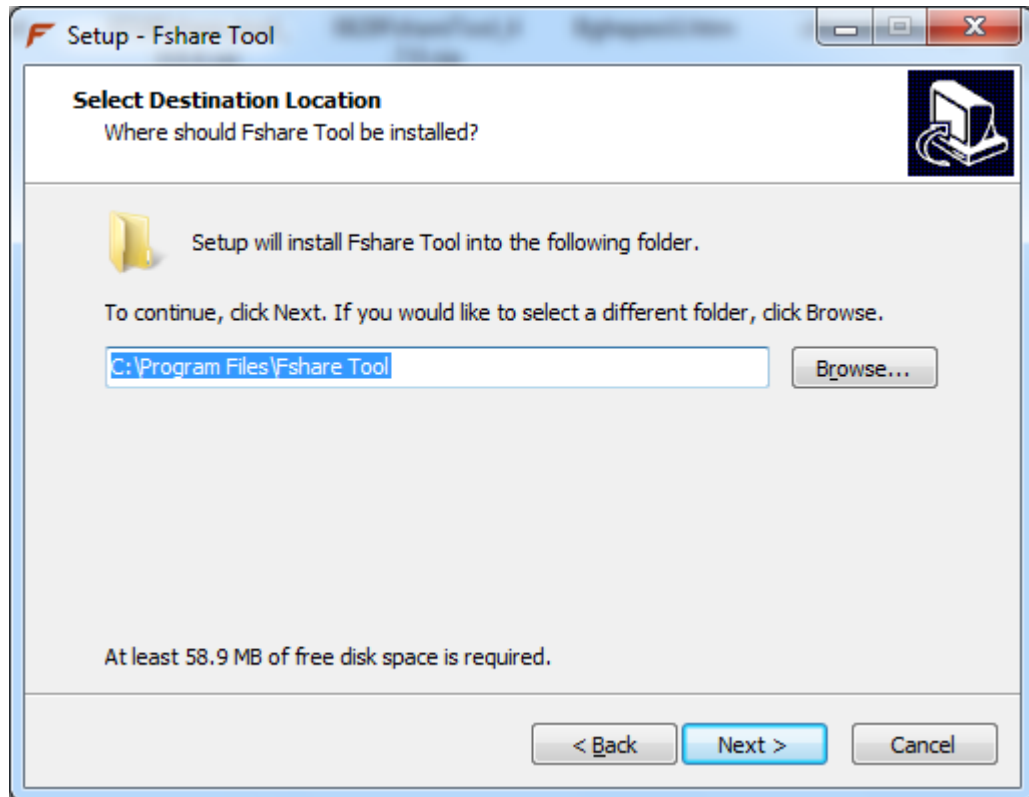 Setup - Fshare Tool
Select Destination Location
Where should Fshare Tool be installed?
Setup will install Fshare Tool into the following folder.
To continue, click Next. If you would like to select a different folder, click Browse.
C:\Program Files\Fshare Tool
Browse...
At least 58.9 MB of free disk space is required.
< Back Next > Cancel